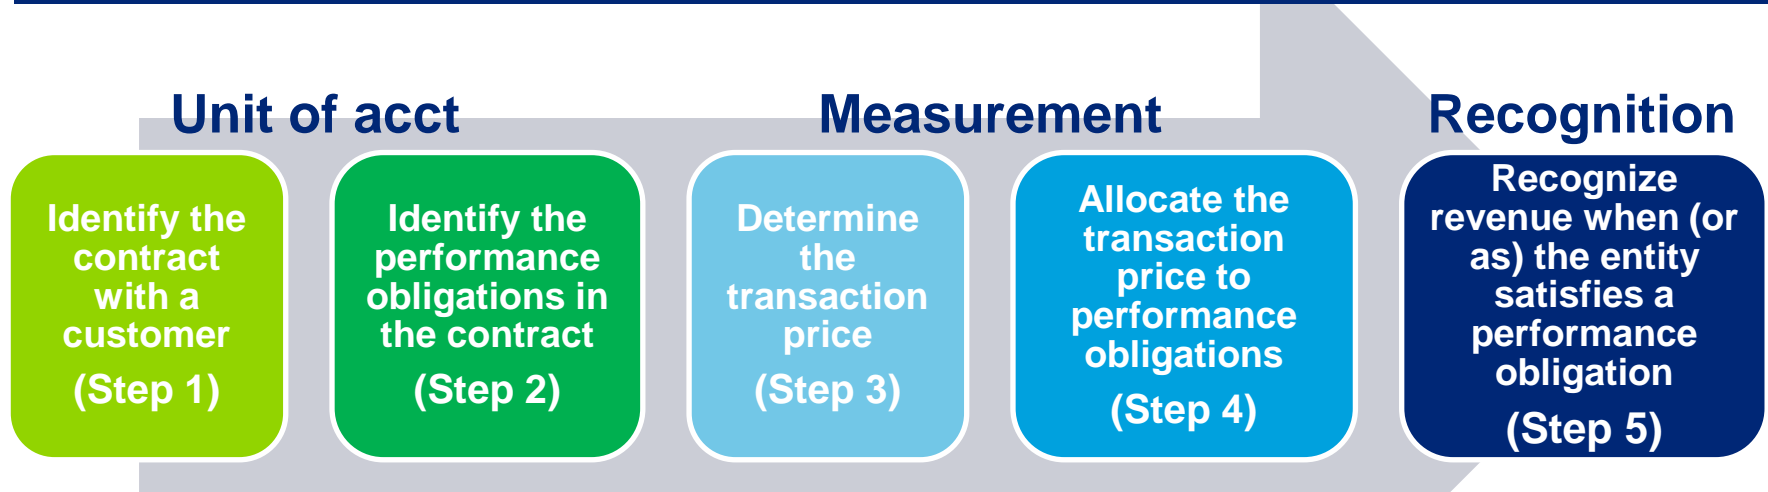 Unit of acct
Measurement
Recognition
Identify the
contract
with a
customer
(Step 1)
Identify the
performance
obligations in
the contract
(Step 2)
Determine
the
transaction
price
(Step 3)
Allocate the
transaction
price to
performance
obligations
(Step 4)
Recognize
revenue when (or
as) the entity
satisfies a
performance
obligation
(Step 5)